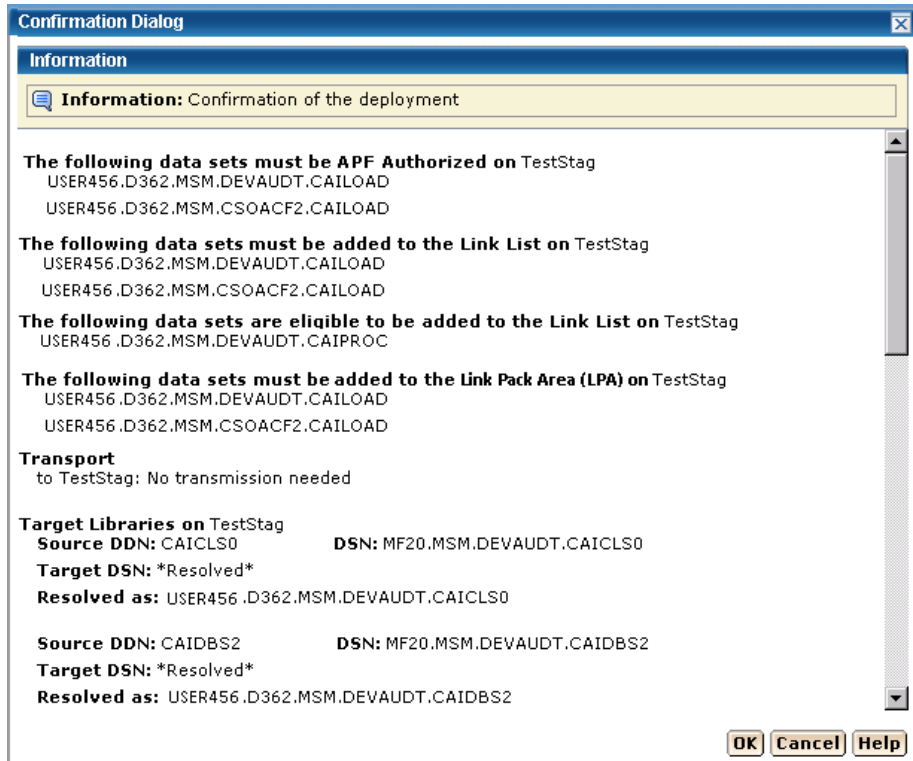 Confirmation Dialog
Information
Information: Confirmation of the deployment
The following data sets must be APF Authorized on TestStag
USER456.D362.MSM.DEVAUDT.CAILOAD
USER456.D362.MSM.CSOACF2.CAILOAD
The following data sets must be added to the Link List on TestStag
USER456.D362.MSM.DEVAUDT.CAILOAD
USER456.D362.MSM.CSOACF2.CAILOAD
The following data sets are eligible to be added to the Link List on TestStag
USER456.D362.MSM.DEVAUDT.CAIPROC
The following data sets must be added to the Link Pack Area (LPA) on TestStag
USER456.D362.MSM.DEVAUDT.CAILOAD
USER456.D362.MSM.CSOACF2.CAILOAD
Transport
to TestStag: No transmission needed
Target Libraries on TestStag
Source DDN: CAICLS0 DSN: MF20.MSM.DEVAUDT.CAICLS0
Target DSN: *Resolved*
Resolved as: USER456.D362.MSM.DEVAUDT.CAICLS0
Source DDN: CAIDBS2 DSN: MF20.MSM.DEVAUDT.CAIDBS2
Target DSN: *Resolved*
Resolved as: USER456.D362.MSM.DEVAUDT.CAIDBS2
OK Cancel Help